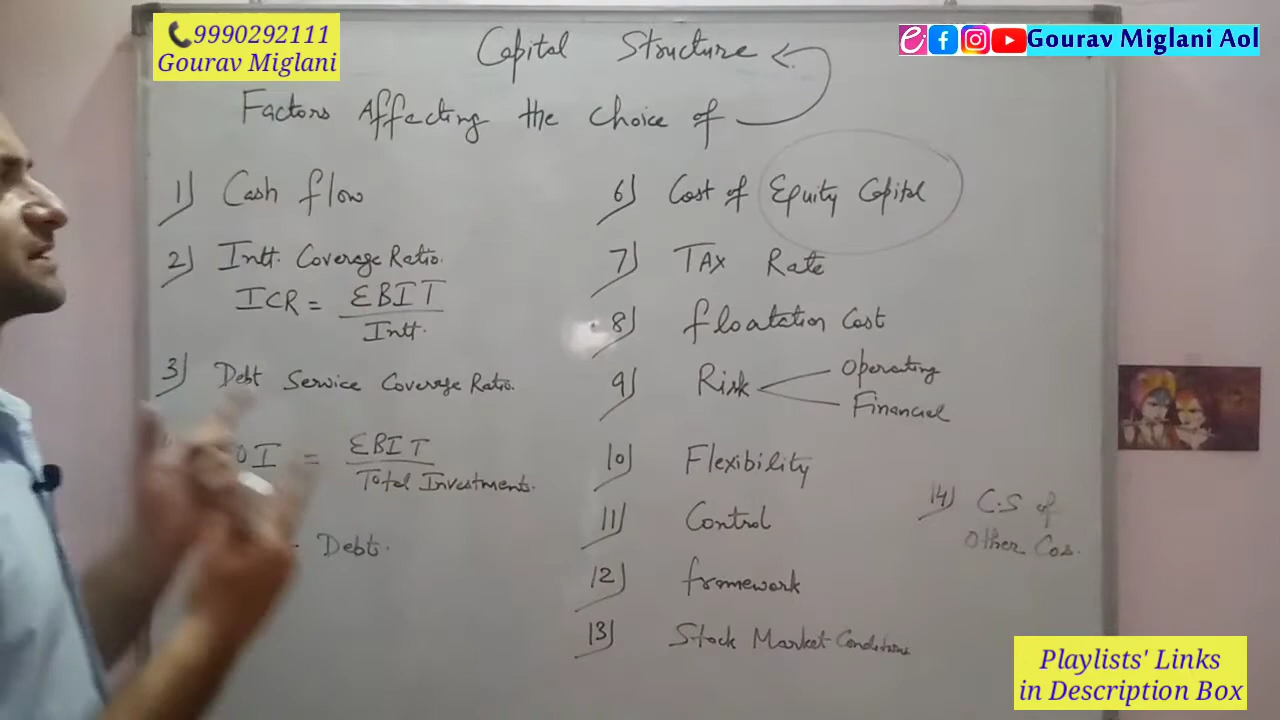 📞9990292111
Gourav Miglani
Gourav Miglani Aol
Capital Structure
Factors Affecting the Choice of
1) Cash flow
2) Intt. Coverage Ratio.
ICR = EBIT / Intt.
3) Debt Service Coverage Ratio.
OI = EBIT / Total Investments.
Debt.
6) Cost of Equity Capital
7) TAX Rate
8) floatation Cost
9) Risk
Operating
Financial
10) Flexibility
11) Control
12) framework
13) Stock Market Conditions
14) C.S of
Other Cos.
Playlists' Links
in Description Box